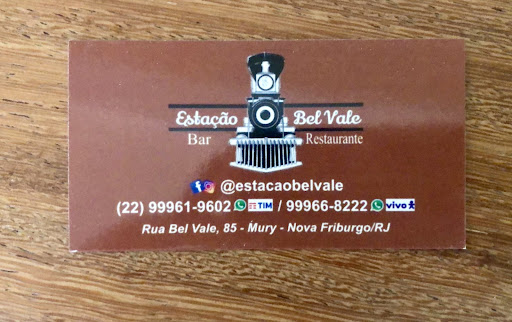 Estação Bel Vale
Bar Restaurante
@estacaobelvale
(22) 99961-9602 TIM / 99966-8222 vivo
Rua Bel Vale, 85 - Mury - Nova Friburgo/RJ